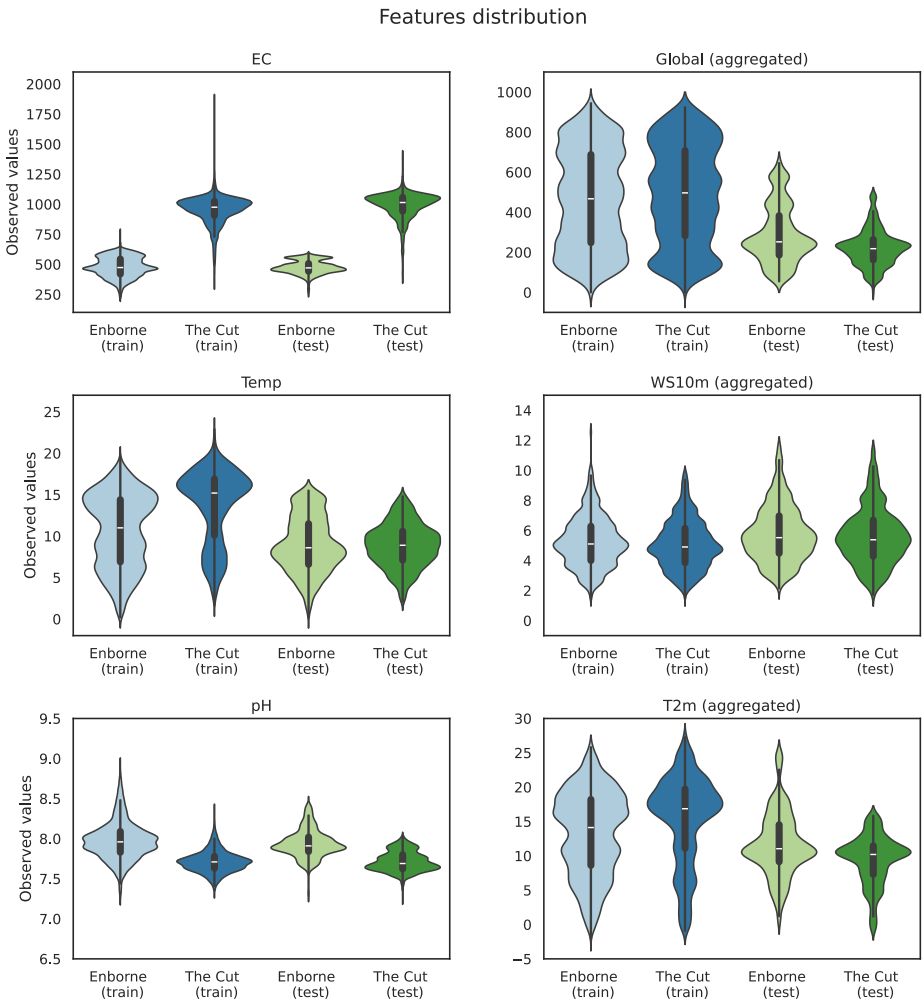 Features distribution
EC
Observed values
2000
1750
1500
1250
1000
750
500
250
Enborne (train)
The Cut (train)
Enborne (test)
The Cut (test)
Global (aggregated)
1000
800
600
400
200
0
Enborne (train)
The Cut (train)
Enborne (test)
The Cut (test)
Temp
Observed values
25
20
15
10
5
0
Enborne (train)
The Cut (train)
Enborne (test)
The Cut (test)
WS10m (aggregated)
14
12
10
8
6
4
2
0
Enborne (train)
The Cut (train)
Enborne (test)
The Cut (test)
pH
Observed values
9.5
9.0
8.5
8.0
7.5
7.0
6.5
Enborne (train)
The Cut (train)
Enborne (test)
The Cut (test)
T2m (aggregated)
30
25
20
15
10
5
0
−5
Enborne (train)
The Cut (train)
Enborne (test)
The Cut (test)